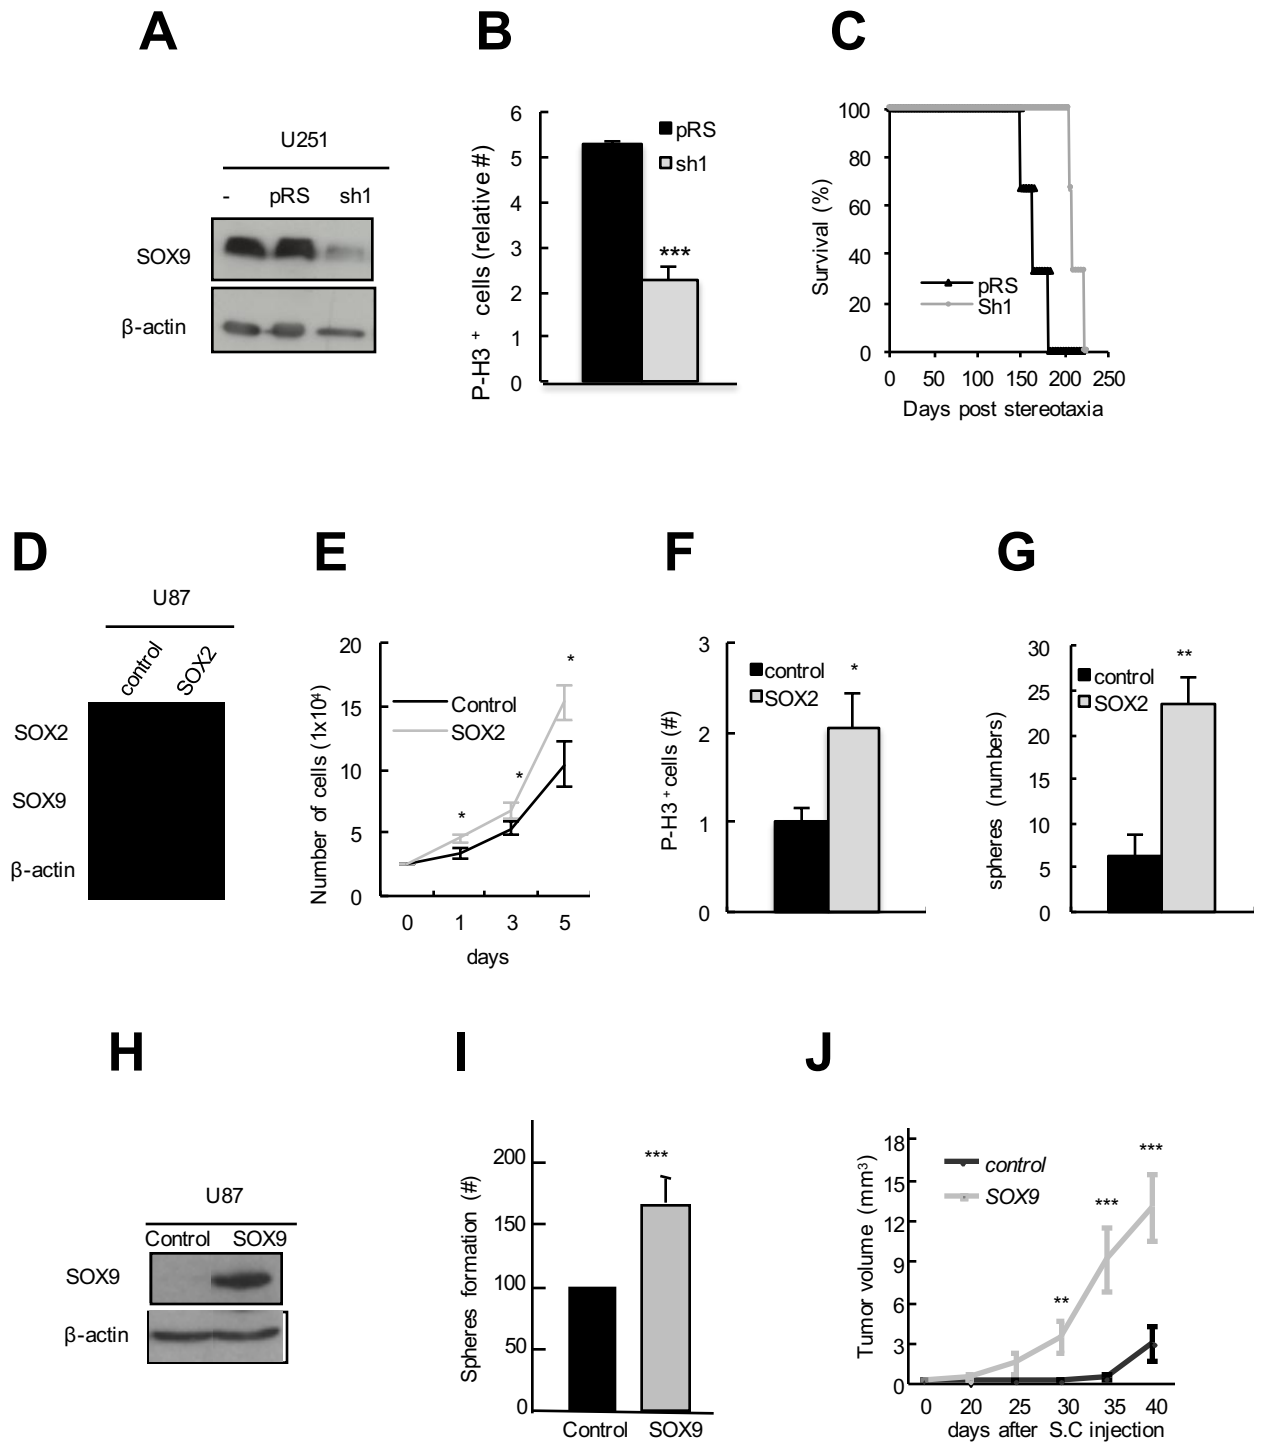 A
U251
- pRS sh1
SOX9
β-actin
B
P-H3 + cells (relative #)
6
5
4
3
2
1
0
pRS
sh1
***
C
Survival (%)
100
80
60
40
20
0
pRS
Sh1
0 50 100 150 200 250
Days post stereotaxia
D
U87
control SOX2
SOX2
SOX9
β-actin
E
Number of cells (1x10⁴)
20
15
10
5
0
Control
SOX2
*
*
*
0 1 3 5
days
F
P-H3 + cells (#)
3
2
1
0
control
SOX2
*
G
spheres (numbers)
30
25
20
15
10
5
0
control
SOX2
**
H
U87
Control SOX9
SOX9
β-actin
I
Spheres formation (#)
200
150
100
50
0
***
Control SOX9
J
Tumor volume (mm³)
18
15
12
9
6
3
0
control
SOX9
**
***
***
0 20 25 30 35 40
days after S.C injection